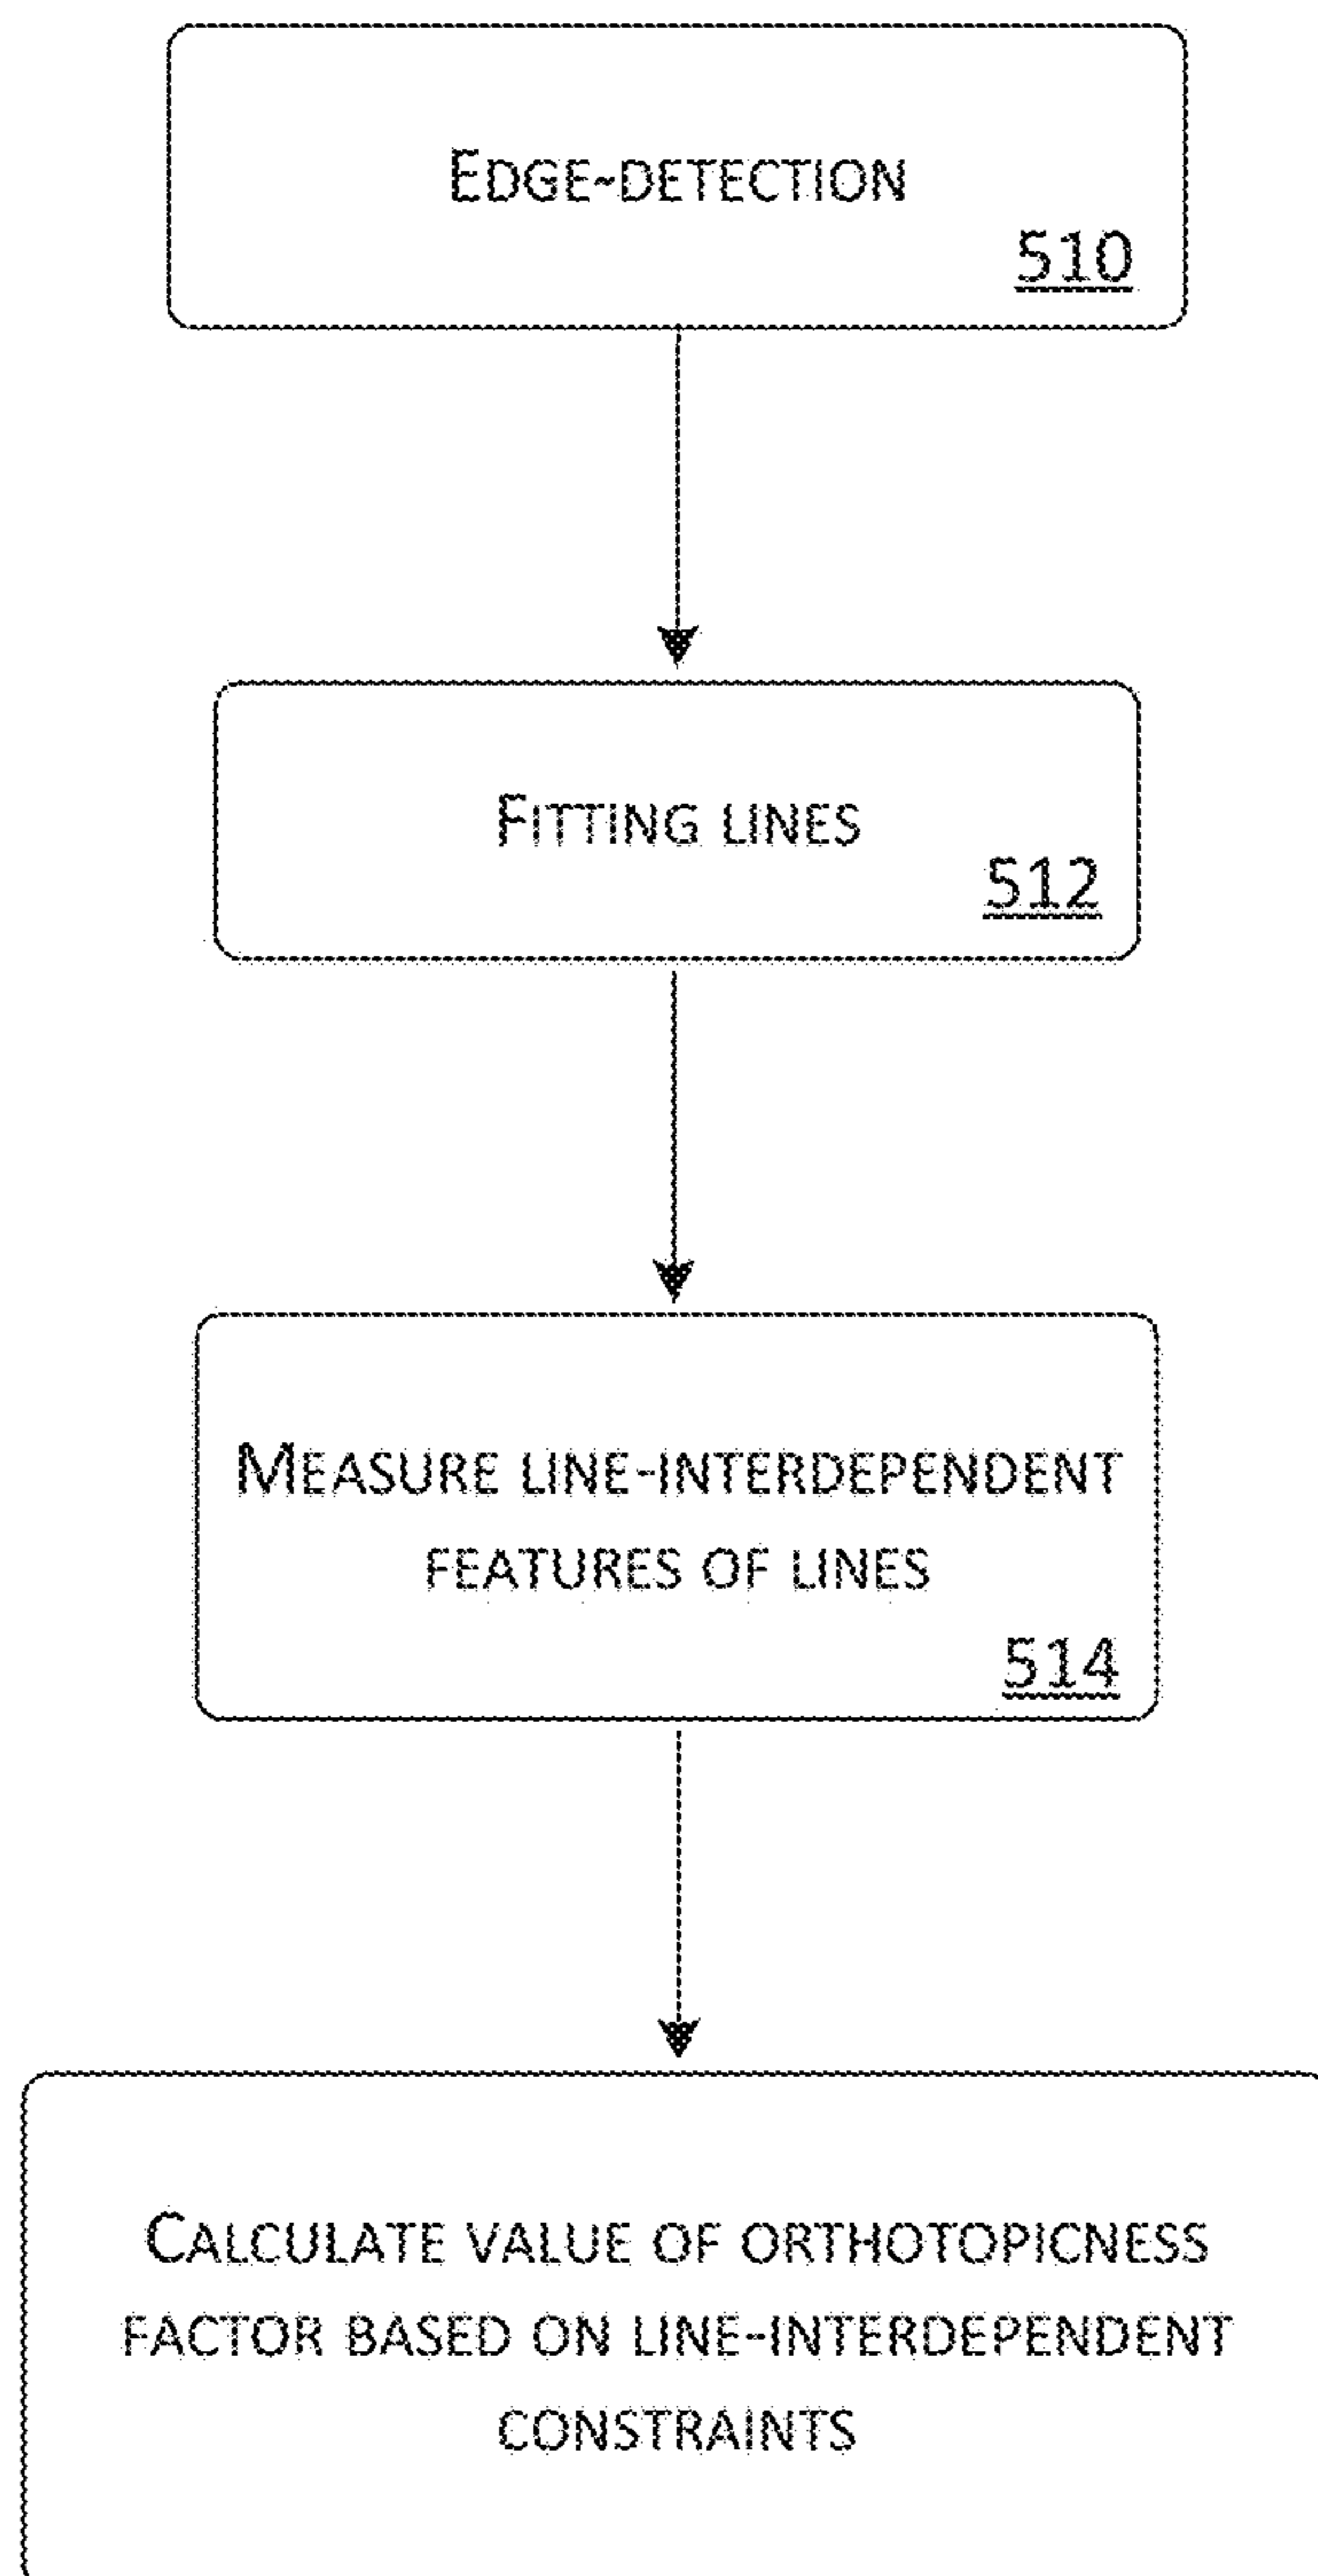 EDGE-DETECTION
510
FITTING LINES
512
MEASURE LINE-INTERDEPENDENT
FEATURES OF LINES
514
CALCULATE VALUE OF ORTHOTOPICNESS
FACTOR BASED ON LINE-INTERDEPENDENT
CONSTRAINTS